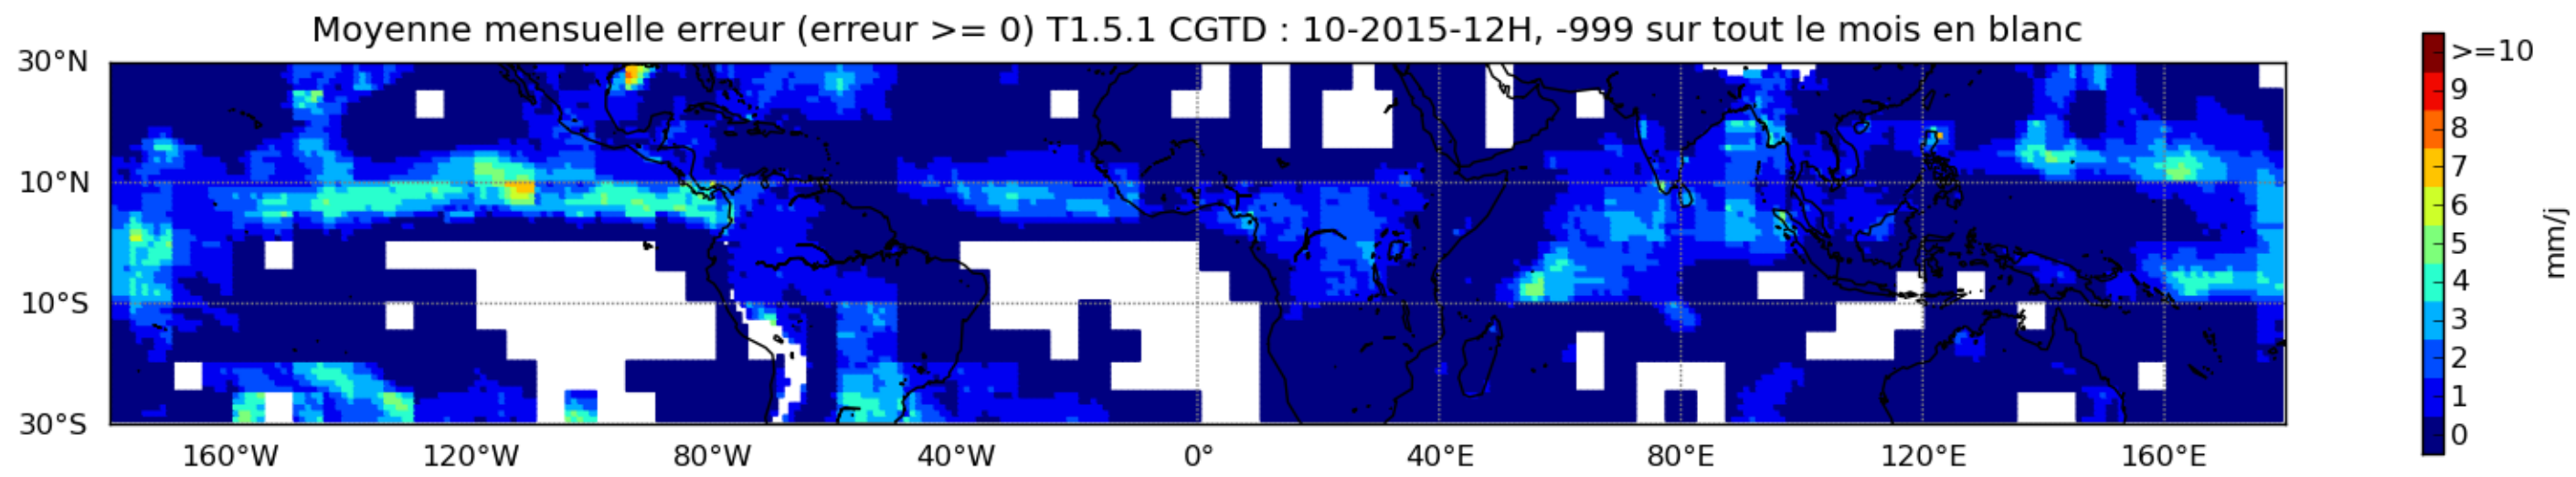 Moyenne mensuelle erreur (erreur >= 0) T1.5.1 CGTD : 10-2015-12H, -999 sur tout le mois en blanc
30°N
10°N
10°S
30°S
160°W 120°W 80°W 40°W 0° 40°E 80°E 120°E 160°E
>=10
9
8
7
6
5
4
3
2
1
0
mm/j